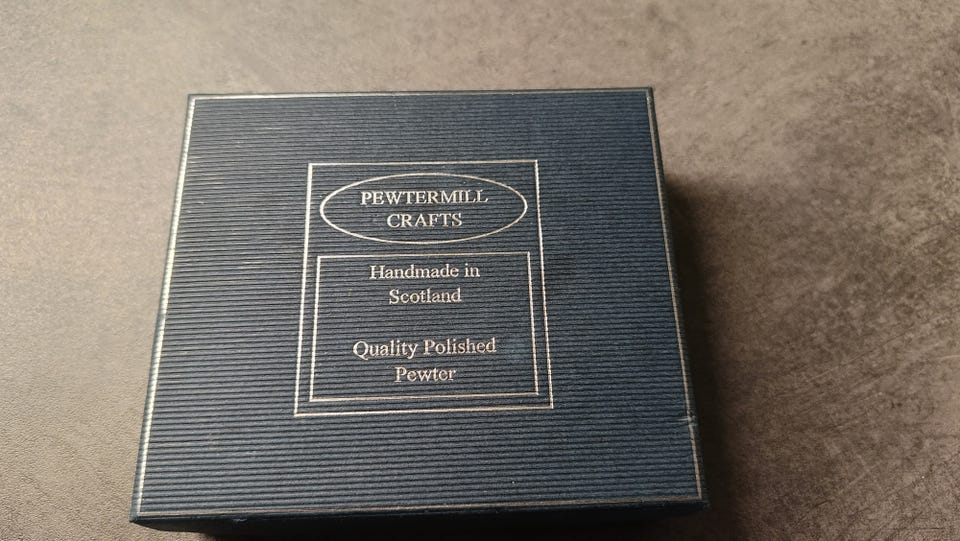 PEWTERMILL
CRAFTS
Handmade in
Scotland
Quality Polished
Pewter